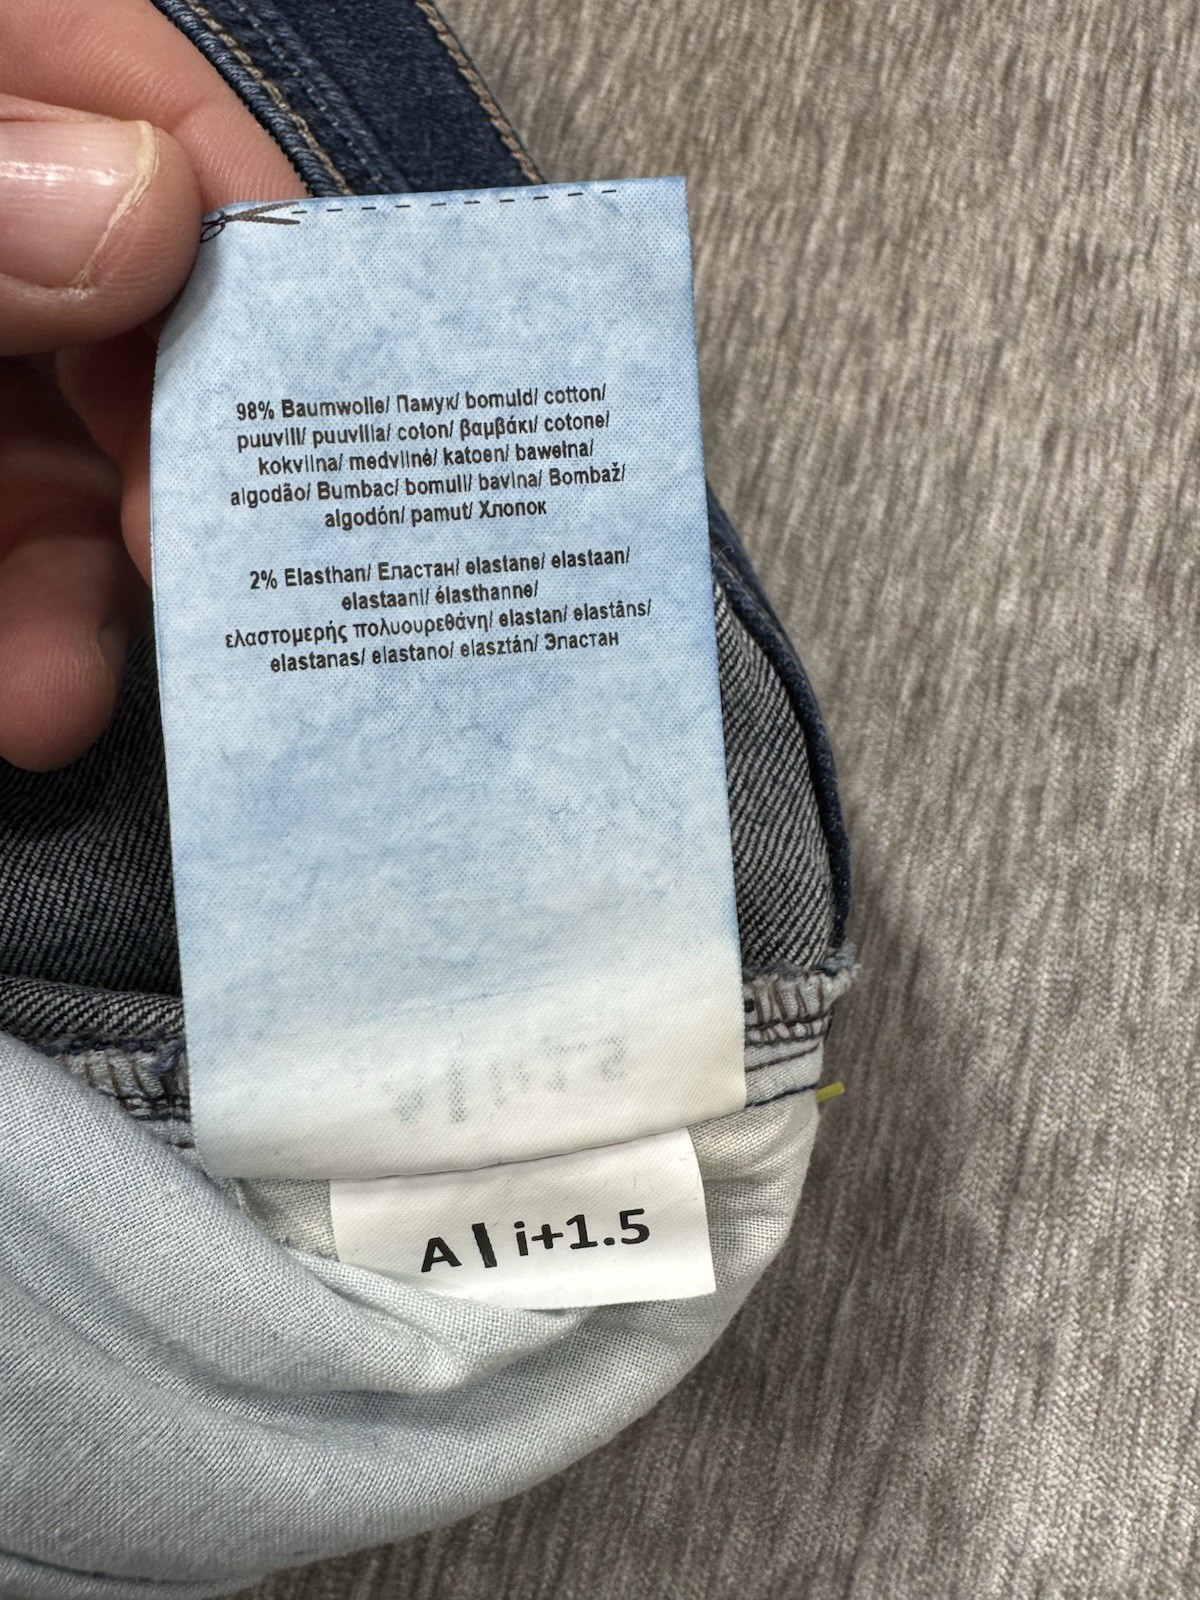 98% Baumwolle/ Памук/ bomuld/ cotton/
puuvill/ puuvilla/ coton/ βαμβάκι/ cotone/
kokvilna/ medvilnė/ katoen/ bawełna/
algodão/ Bumbac/ bomull/ bavlna/ Bombaž/
algodón/ pamut/ Хлопок
2% Elasthan/ Еластан/ elastane/ elastaan/
elastaani/ élasthanne/
ελαστομερής πολυουρεθάνη/ elastan/ elastāns/
elastanas/ elastano/ elasztán/ Эластан
A | i+1.5